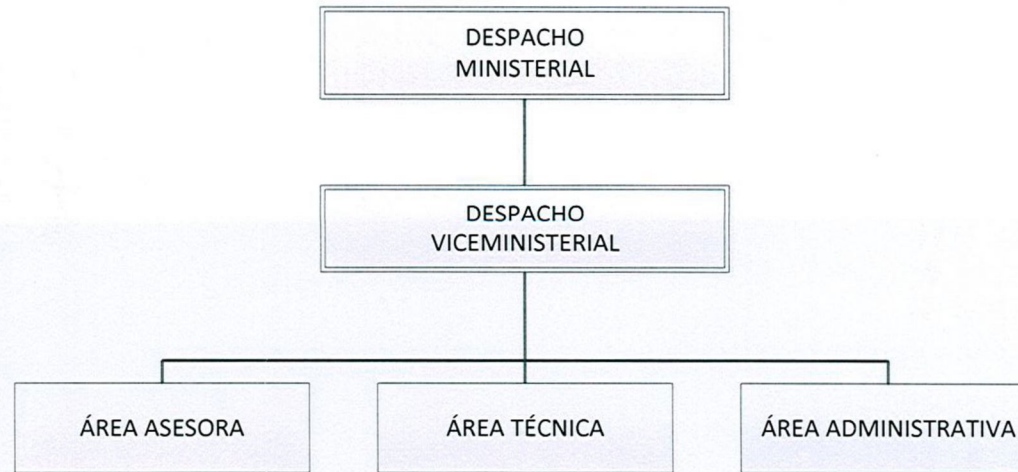 DESPACHO
MINISTERIAL
DESPACHO
VICEMINISTERIAL
ÁREA ASESORA
ÁREA TÉCNICA
ÁREA ADMINISTRATIVA